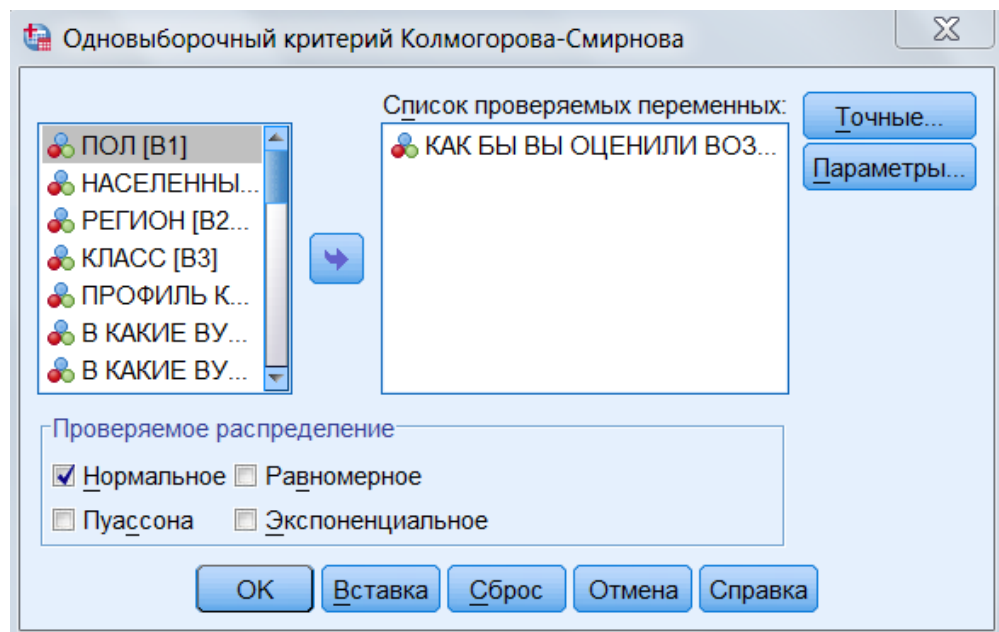 Одновыборочный критерий Колмогорова-Смирнова
Список проверяемых переменных:
ПОЛ [B1]
НАСЕЛЕННЫ...
РЕГИОН [B2...
КЛАСС [B3]
ПРОФИЛЬ К...
В КАКИЕ ВУ...
В КАКИЕ ВУ...
КАК БЫ ВЫ ОЦЕНИЛИ ВОЗ...
Точные...
Параметры...
Проверяемое распределение
Нормальное Равномерное
Пуассона Экспоненциальное
OK Вставка Сброс Отмена Справка